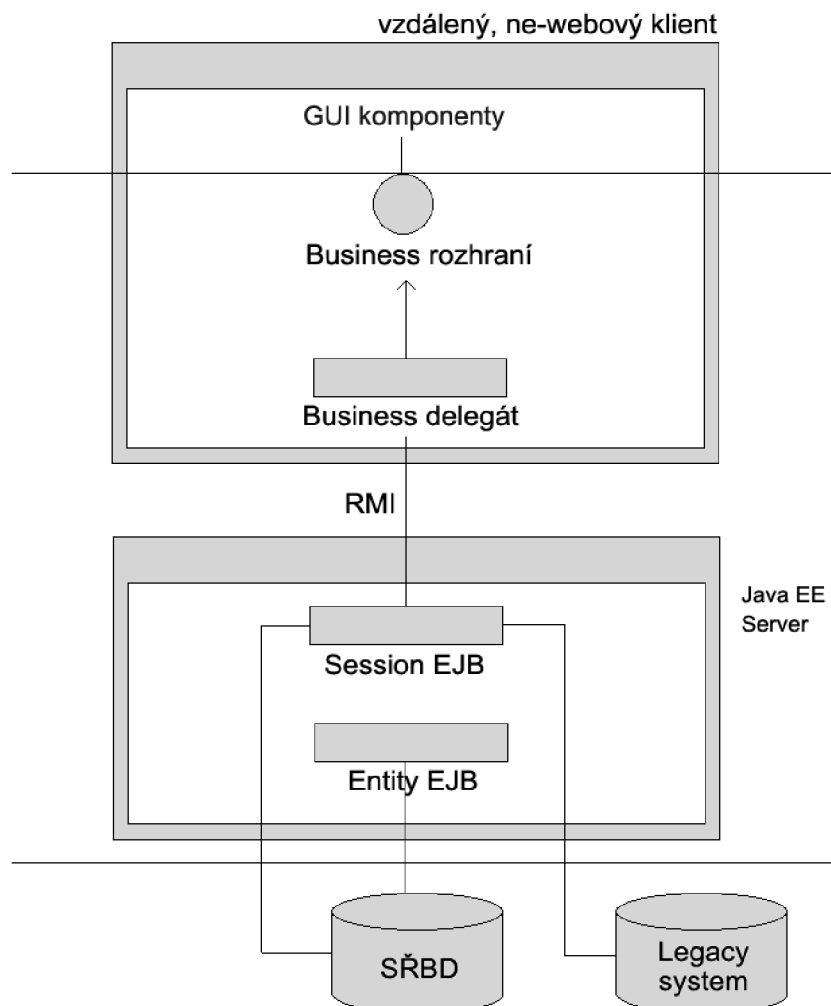 vzdálený, ne-webový klient
GUI komponenty
Business rozhraní
Business delegát
RMI
Java EE
Server
Session EJB
Entity EJB
SŘBD
Legacy
system